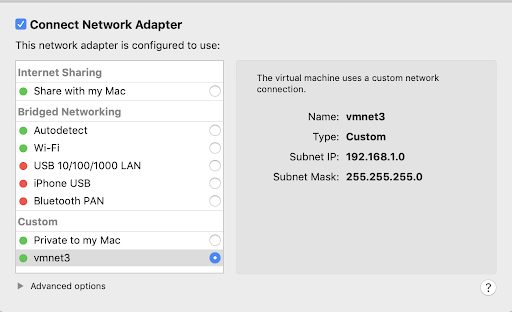 Connect Network Adapter
This network adapter is configured to use:
Internet Sharing
Share with my Mac
Bridged Networking
Autodetect
Wi-Fi
USB 10/100/1000 LAN
iPhone USB
Bluetooth PAN
Custom
Private to my Mac
vmnet3
The virtual machine uses a custom network
connection.
Name: vmnet3
Type: Custom
Subnet IP: 192.168.1.0
Subnet Mask: 255.255.255.0
Advanced options
?